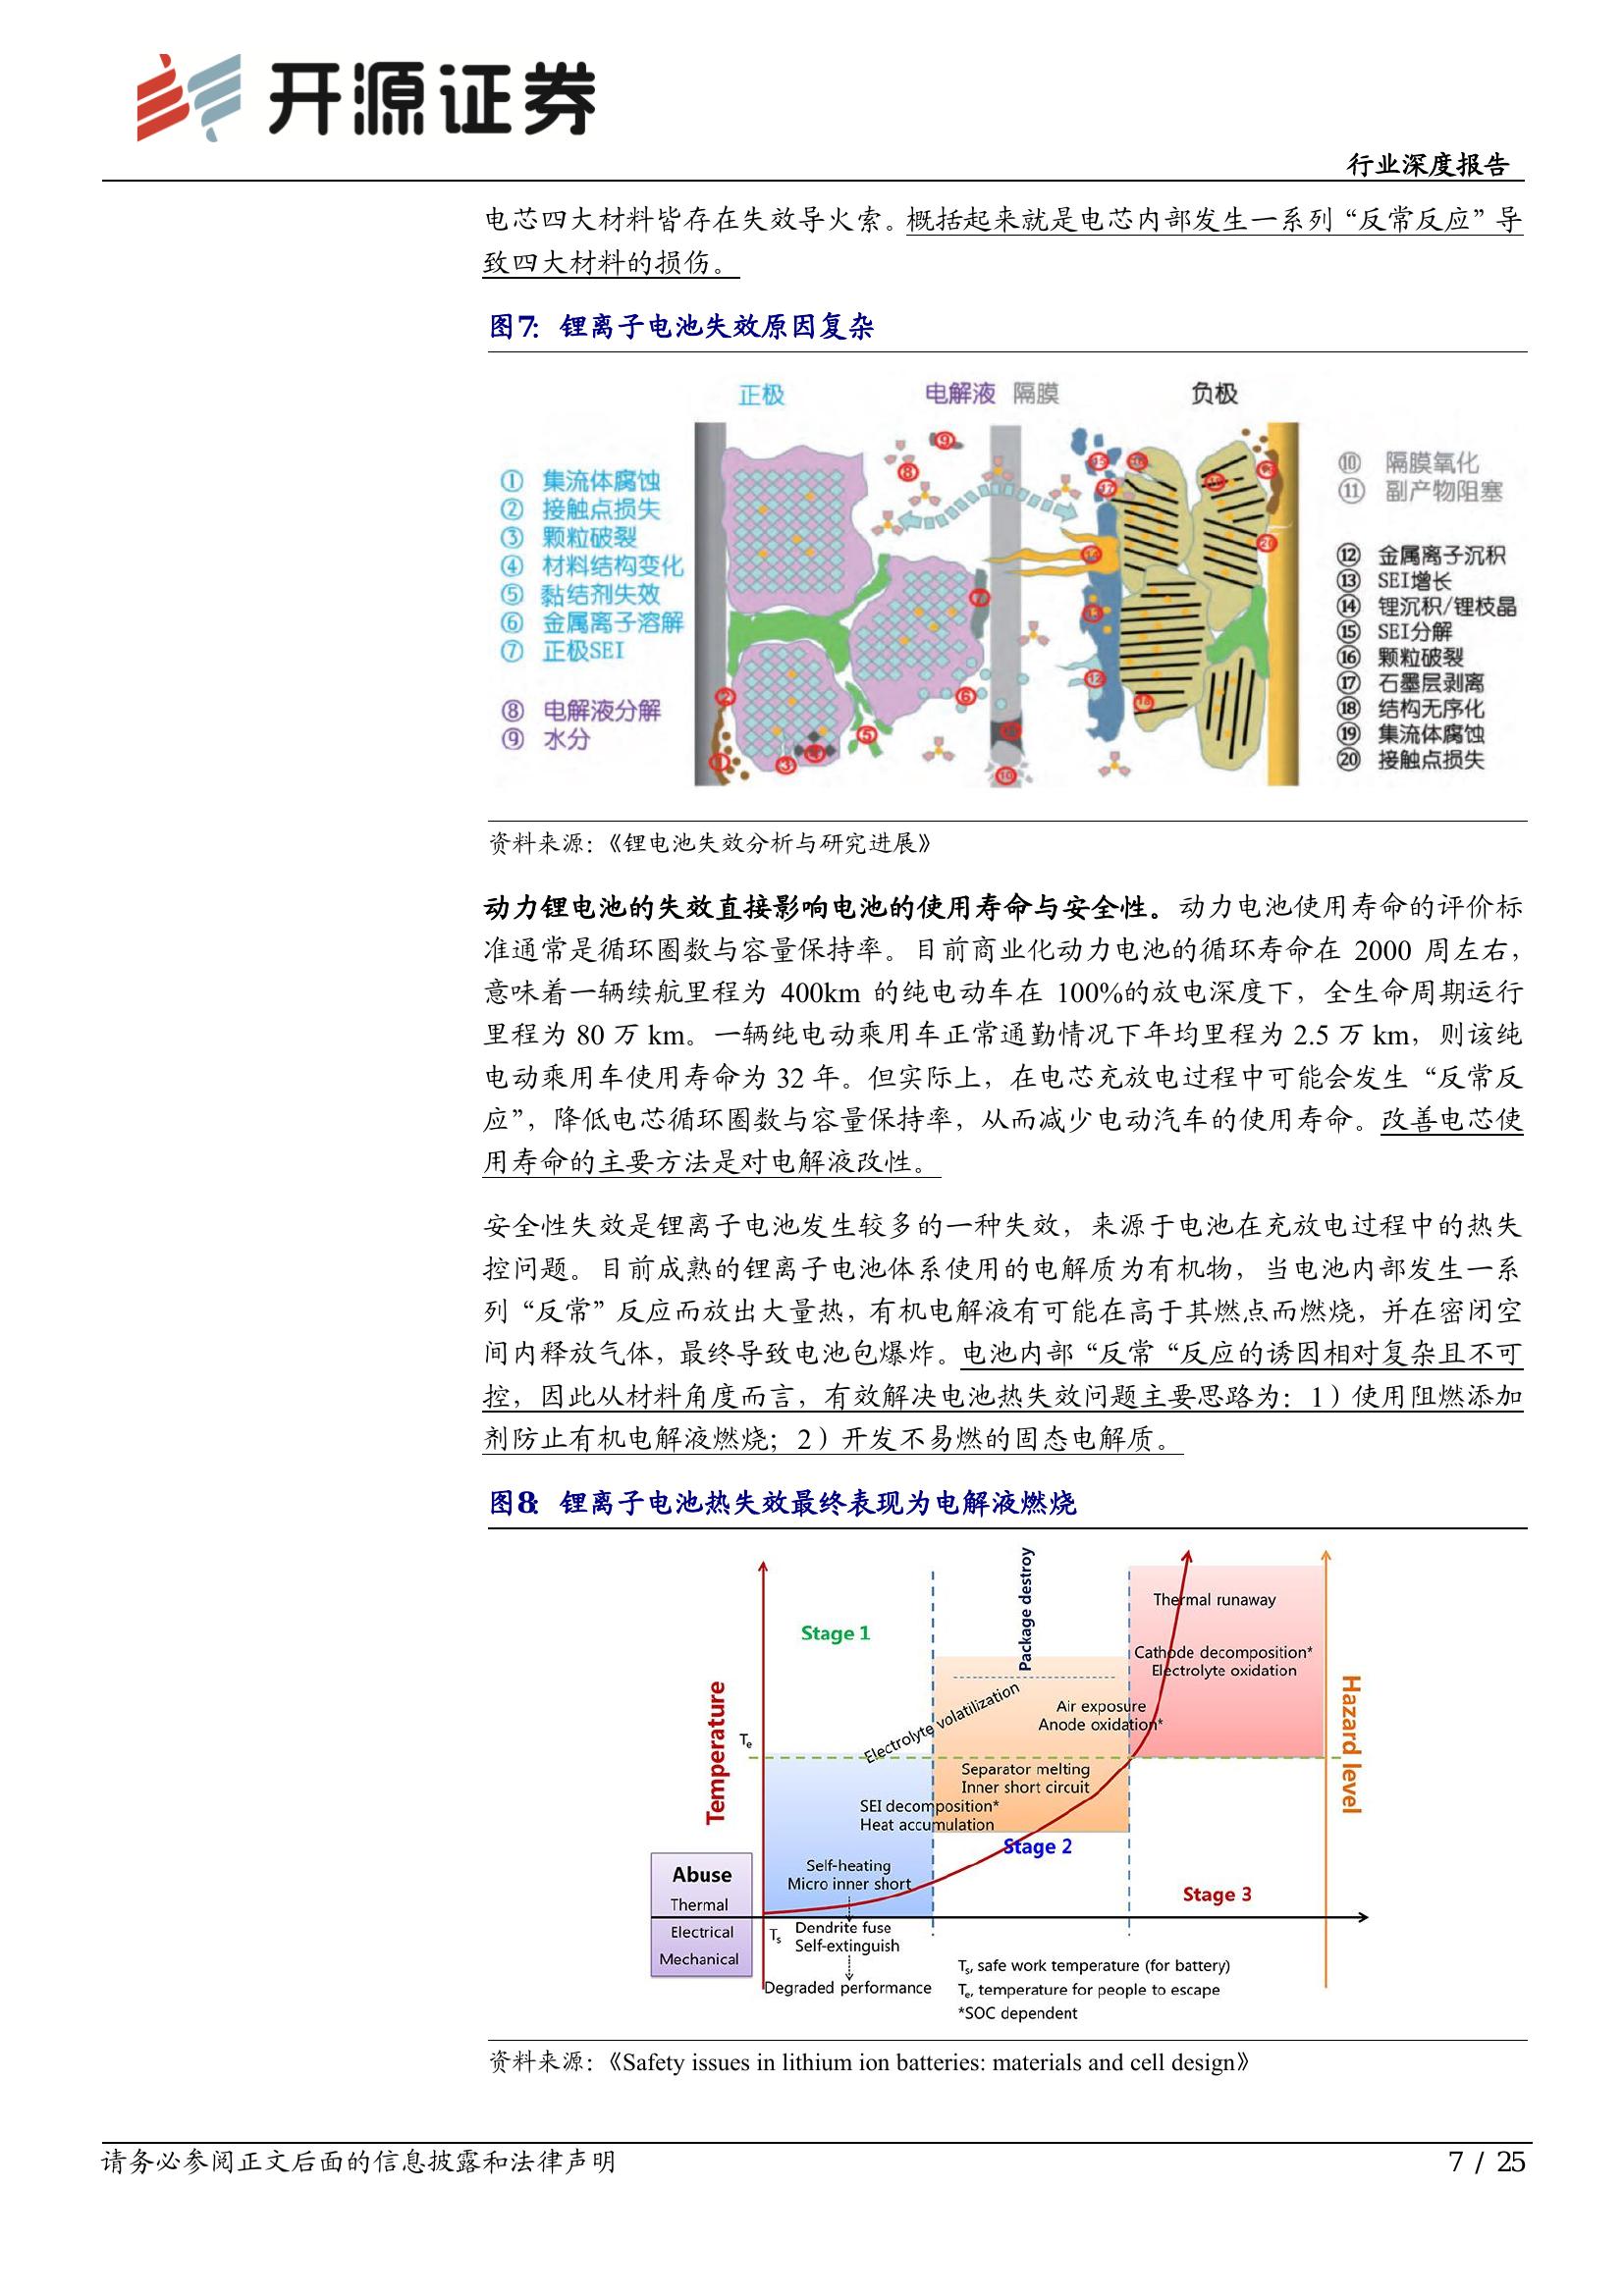 开源证券
行业深度报告
电芯四大材料皆存在失效导火索。概括起来就是电芯内部发生一系列“反常反应”导
致四大材料的损伤。
图7: 锂离子电池失效原因复杂
正极 电解液 隔膜 负极
① 集流体腐蚀
② 接触点损失
③ 颗粒破裂
④ 材料结构变化
⑤ 黏结剂失效
⑥ 金属离子溶解
⑦ 正极SEI
⑧ 电解液分解
⑨ 水分
⑩ 隔膜氧化
⑪ 副产物阻塞
⑫ 金属离子沉积
⑬ SEI增长
⑭ 锂沉积/锂枝晶
⑮ SEI分解
⑯ 颗粒破裂
⑰ 石墨层剥离
⑱ 结构无序化
⑲ 集流体腐蚀
⑳ 接触点损失
资料来源:《锂电池失效分析与研究进展》
动力锂电池的失效直接影响电池的使用寿命与安全性。动力电池使用寿命的评价标
准通常是循环圈数与容量保持率。目前商业化动力电池的循环寿命在 2000 周左右，
意味着一辆续航里程为 400km 的纯电动车在 100%的放电深度下，全生命周期运行
里程为 80 万 km。一辆纯电动乘用车正常通勤情况下年均里程为 2.5 万 km，则该纯
电动乘用车使用寿命为 32 年。但实际上，在电芯充放电过程中可能会发生“反常反
应”，降低电芯循环圈数与容量保持率，从而减少电动汽车的使用寿命。改善电芯使
用寿命的主要方法是对电解液改性。
安全性失效是锂离子电池发生较多的一种失效，来源于电池在充放电过程中的热失
控问题。目前成熟的锂离子电池体系使用的电解质为有机物，当电池内部发生一系
列“反常”反应而放出大量热，有机电解液有可能在高于其燃点而燃烧，并在密闭空
间内释放气体，最终导致电池包爆炸。电池内部“反常“反应的诱因相对复杂且不可
控，因此从材料角度而言，有效解决电池热失效问题主要思路为：1）使用阻燃添加
剂防止有机电解液燃烧；2）开发不易燃的固态电解质。
图8: 锂离子电池热失效最终表现为电解液燃烧
Package destroy
Thermal runaway
Stage 1
Cathode decomposition*
Electrolyte oxidation
Temperature
Hazard level
Electrolyte volatilization
Air exposure
Anode oxidation*
Te
Separator melting
Inner short circuit
SEI decomposition*
Heat accumulation
Stage 2
Self-heating
Micro inner short
Abuse
Thermal
Electrical
Mechanical
Stage 3
Ts
Dendrite fuse
Self-extinguish
Degraded performance
Ts, safe work temperature (for battery)
Te, temperature for people to escape
*SOC dependent
资料来源:《Safety issues in lithium ion batteries: materials and cell design》
请务必参阅正文后面的信息披露和法律声明
7 / 25